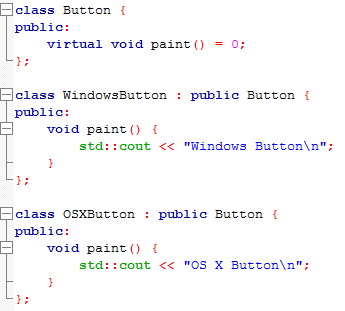 class Button {
public:
    virtual void paint() = 0;
};
class WindowsButton : public Button {
public:
    void paint() {
        std::cout << "Windows Button\n";
    }
};
class OSXButton : public Button {
public:
    void paint() {
        std::cout << "OS X Button\n";
    }
};